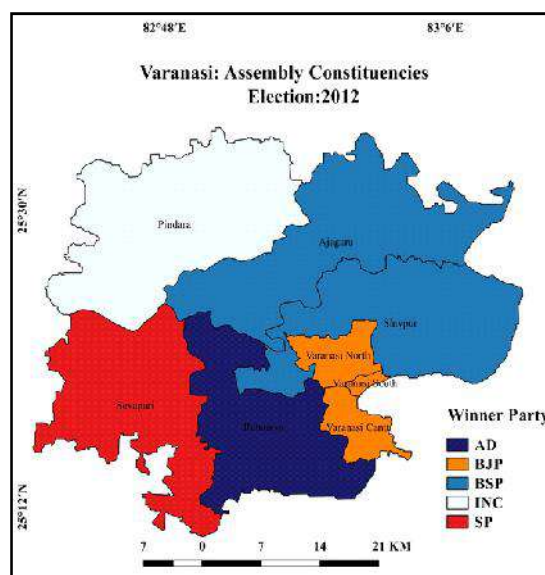 82°48'E 83°6'E
Varanasi: Assembly Constituencies
Election:2012
25°30'N
Pindara
Ajagara
Shivpur
Varanasi North
Varanasi South
Sevapuri
Rohaniya
Varanasi Cantt
Winner Party
AD
BJP
BSP
INC
SP
25°12'N
7 0 7 14 21 KM